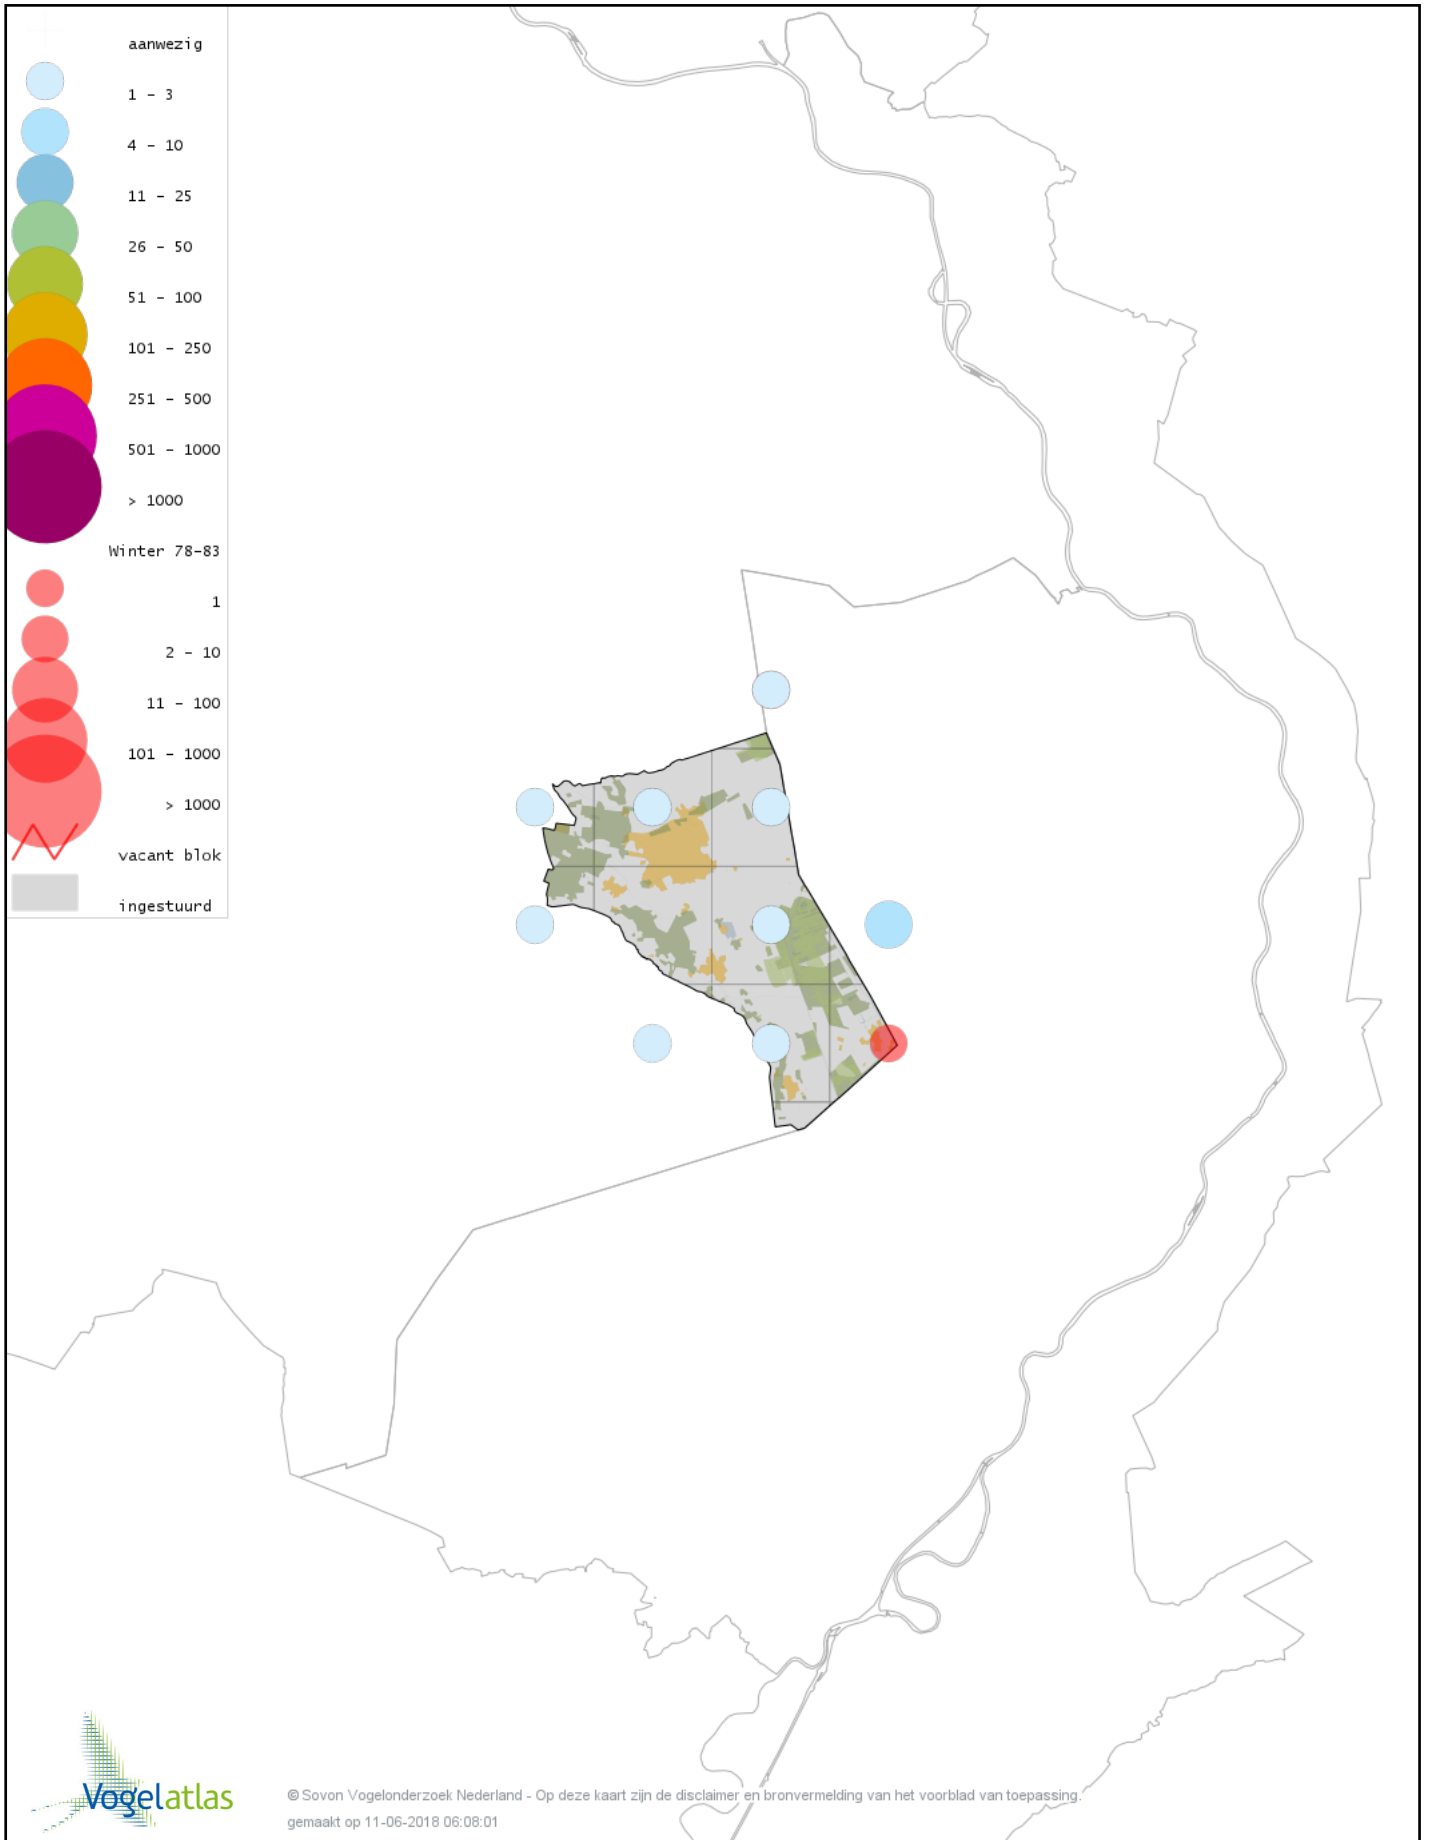 aanwezig
1 - 3
4 - 10
11 - 25
26 - 50
51 - 100
101 - 250
251 - 500
501 - 1000
> 1000
Winter 78-83
1
2 - 10
11 - 100
101 - 1000
> 1000
vacant blok
ingestuurd
Vogelatlas
© Sovon Vogelonderzoek Nederland - Op deze kaart zijn de disclaimer en bronvermelding van het voorblad van toepassing.
gemaakt op 11-06-2018 06:08:01